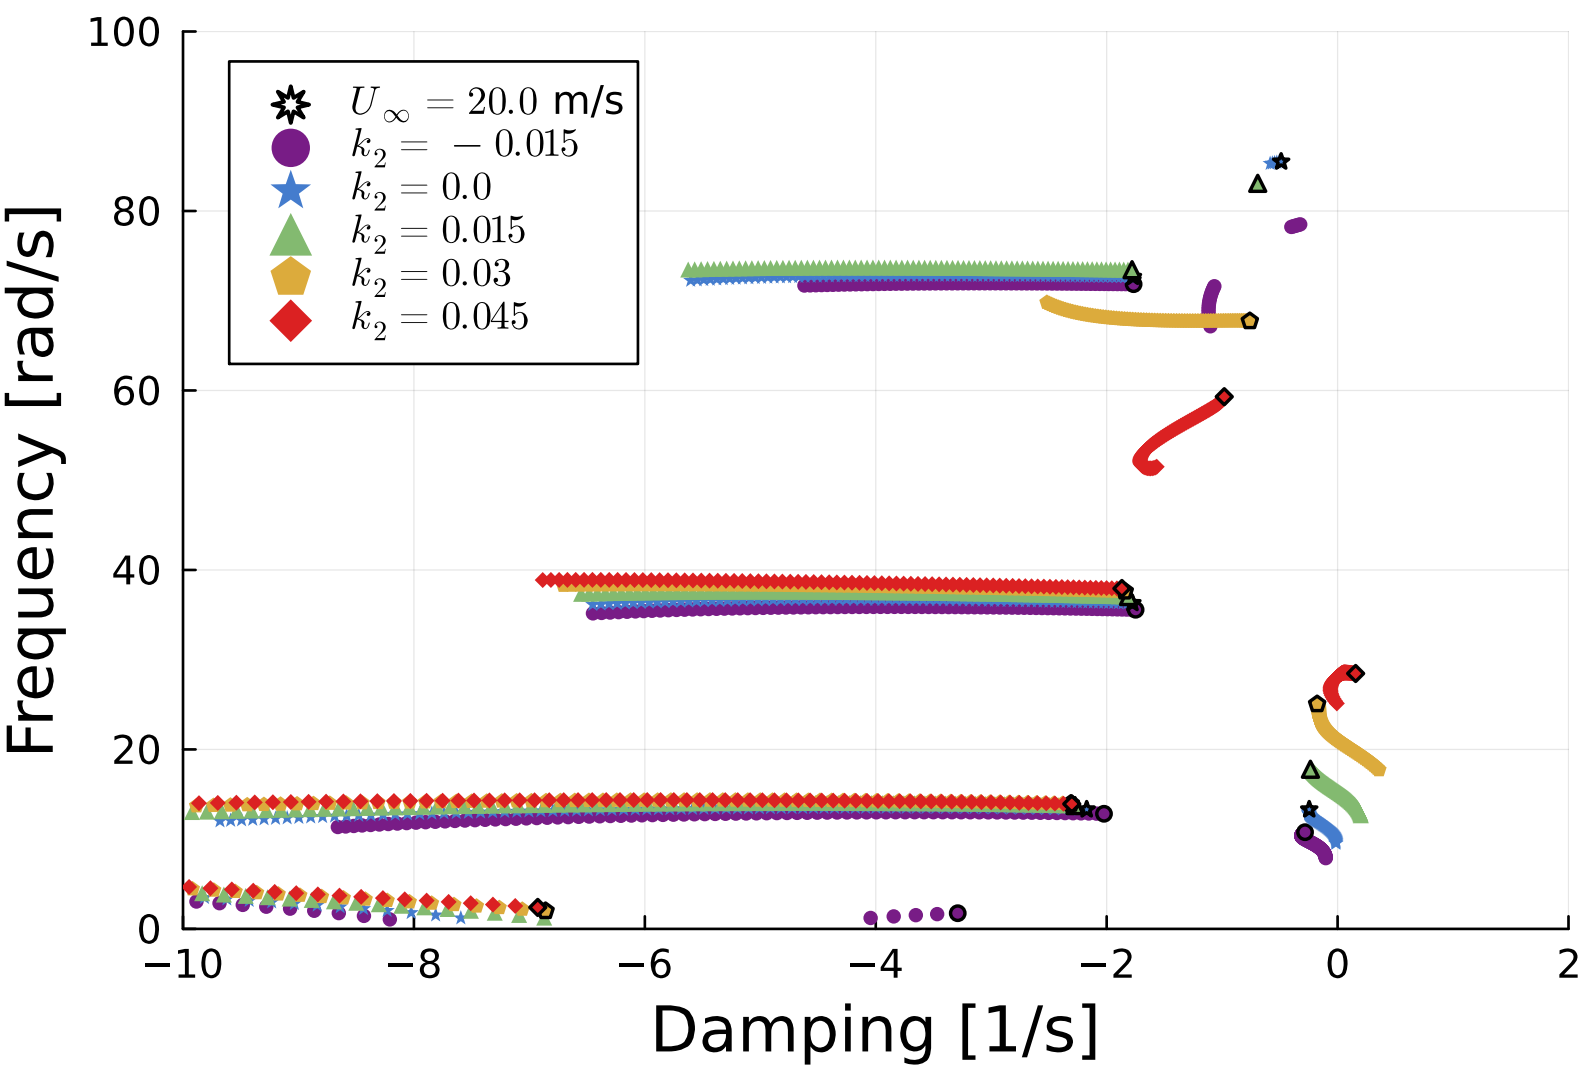 100
80
60
40
20
0
−10
−8
−6
−4
−2
0
2
Frequency [rad/s]
Damping [1/s]
U∞ = 20.0 m/s
k₂ = − 0.015
k₂ = 0.0
k₂ = 0.015
k₂ = 0.03
k₂ = 0.045